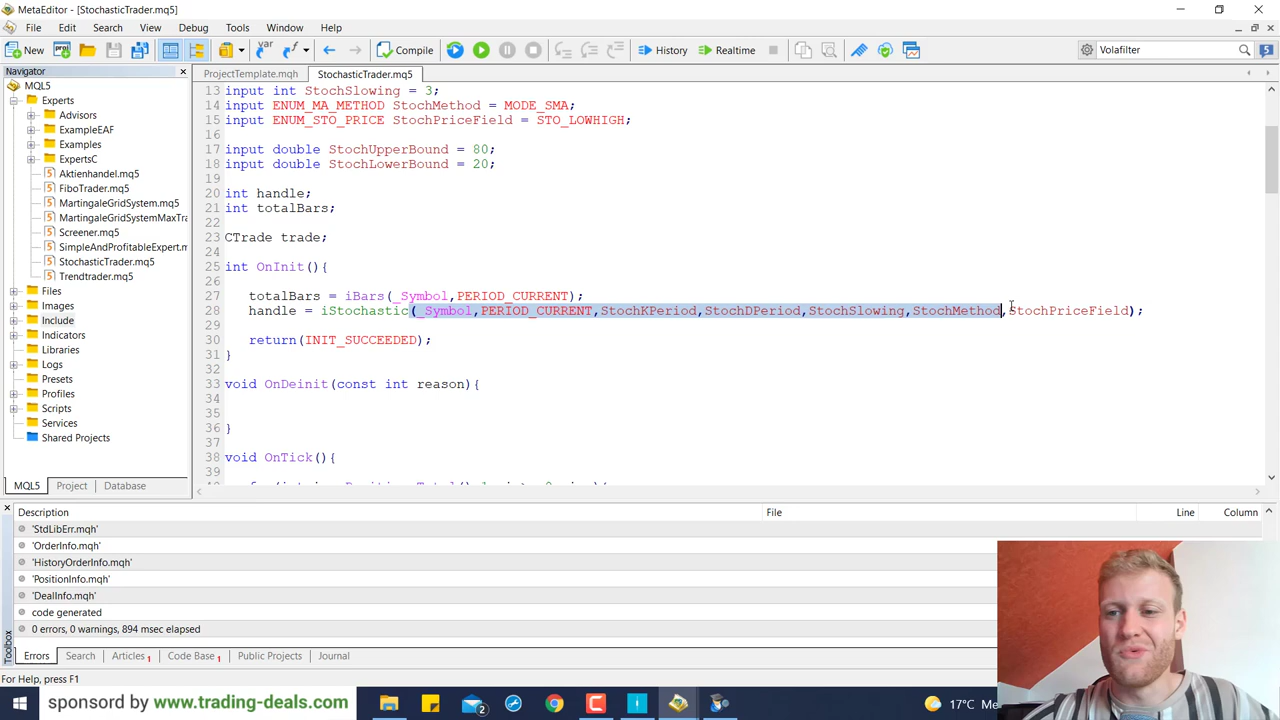 MetaEditor - [StochasticTrader.mq5]
File Edit Search View Debug Tools Window Help
New Compile History Realtime Volafilter 5
Navigator
ProjectTemplate.mqh StochasticTrader.mq5
MQL5
Experts
Advisors
ExampleEAF
Examples
ExpertsC
Aktienhandel.mq5
FiboTrader.mq5
MartingaleGridSystem.mq5
MartingaleGridSystemMaxTra
Screener.mq5
SimpleAndProfitableExpert.m
StochasticTrader.mq5
Trendtrader.mq5
Files
Images
Include
Indicators
Libraries
Logs
Presets
Profiles
Scripts
Services
Shared Projects
MQL5 Project Database
13 input int StochSlowing = 3;
14 input ENUM_MA_METHOD StochMethod = MODE_SMA;
15 input ENUM_STO_PRICE StochPriceField = STO_LOWHIGH;
16
17 input double StochUpperBound = 80;
18 input double StochLowerBound = 20;
19
20 int handle;
21 int totalBars;
22
23 CTrade trade;
24
25 int OnInit(){
26
27 totalBars = iBars(_Symbol,PERIOD_CURRENT);
28 handle = iStochastic(_Symbol,PERIOD_CURRENT,StochKPeriod,StochDPeriod,StochSlowing,StochMethod,StochPriceField);
29
30 return(INIT_SUCCEEDED);
31 }
32
33 void OnDeinit(const int reason){
34
35
36 }
37
38 void OnTick(){
39
Description File Line Column
'StdLibErr.mqh'
'OrderInfo.mqh'
'HistoryOrderInfo.mqh'
'PositionInfo.mqh'
'DealInfo.mqh'
code generated
0 errors, 0 warnings, 894 msec elapsed
Toolbox
Errors Search Articles 1 Code Base 1 Public Projects Journal
For Help, press F1
sponsord by www.trading-deals.com 2 17°C